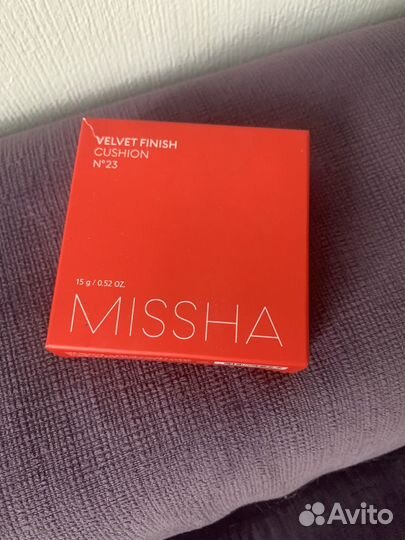 VELVET FINISH
CUSHION
N°23
15 g / 0.52 OZ.
MISSHA
Avito